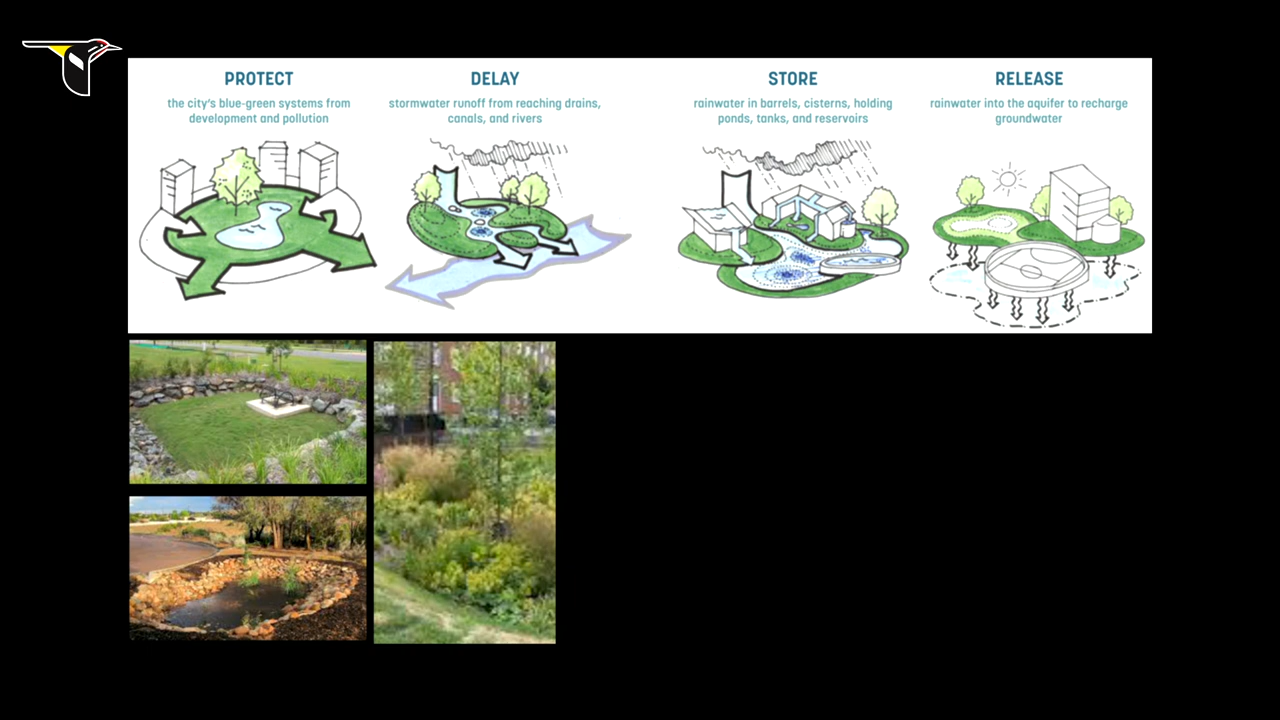 PROTECT
the city's blue-green systems from
development and pollution
DELAY
stormwater runoff from reaching drains,
canals, and rivers
STORE
rainwater in barrels, cisterns, holding
ponds, tanks, and reservoirs
RELEASE
rainwater into the aquifer to recharge
groundwater